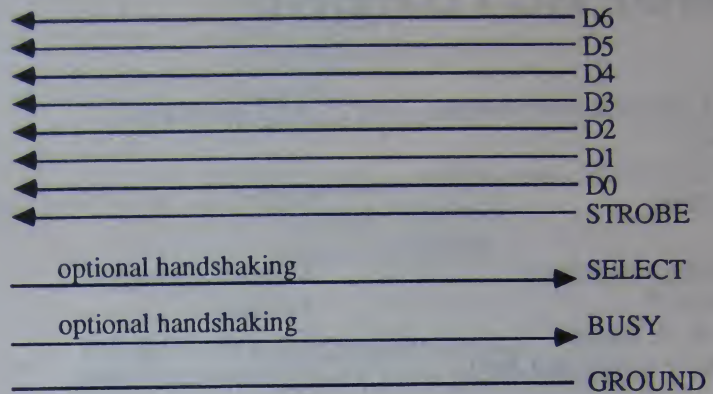 D6
D5
D4
D3
D2
D1
D0
STROBE
optional handshaking SELECT
optional handshaking BUSY
GROUND